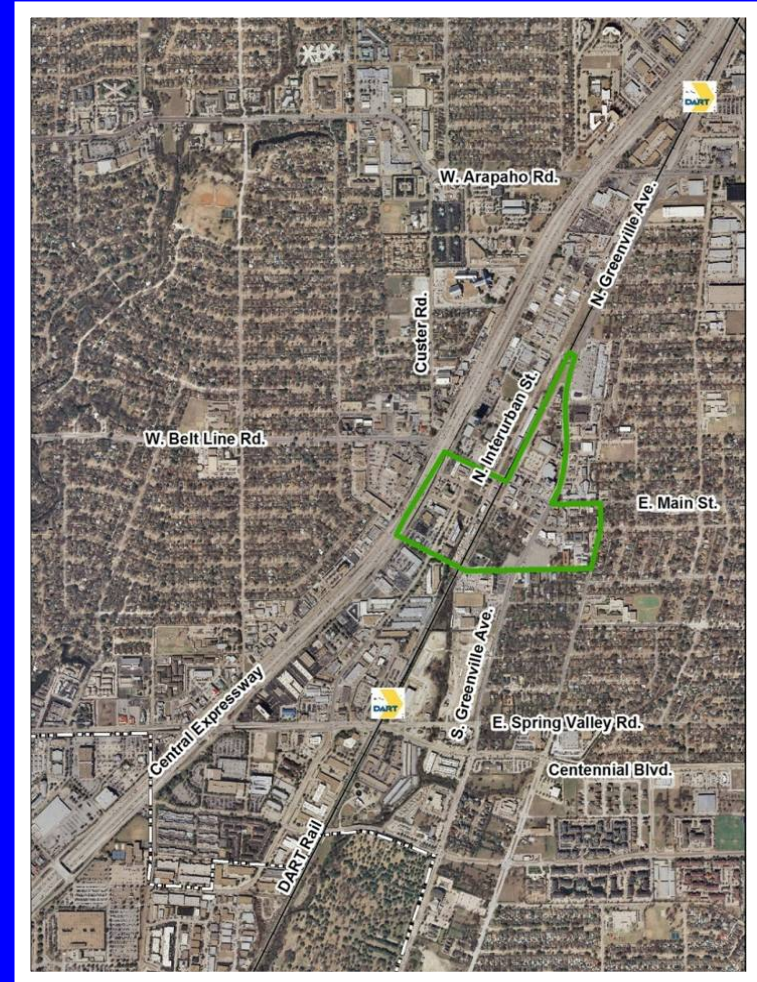 DART
W. Arapaho Rd.
N. Greenville Ave.
Custer Rd.
N. Interurban St.
W. Belt Line Rd.
E. Main St.
S. Greenville Ave.
Central Expressway
DART
E. Spring Valley Rd.
Centennial Blvd.
DART Rail